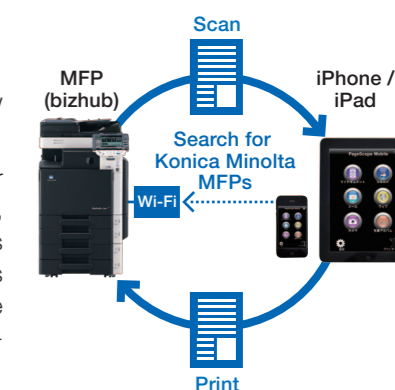 Scan
MFP
(bizhub)
iPhone /
iPad
Search for
Konica Minolta
MFPs
Wi-Fi
PageScope Mobile
Print